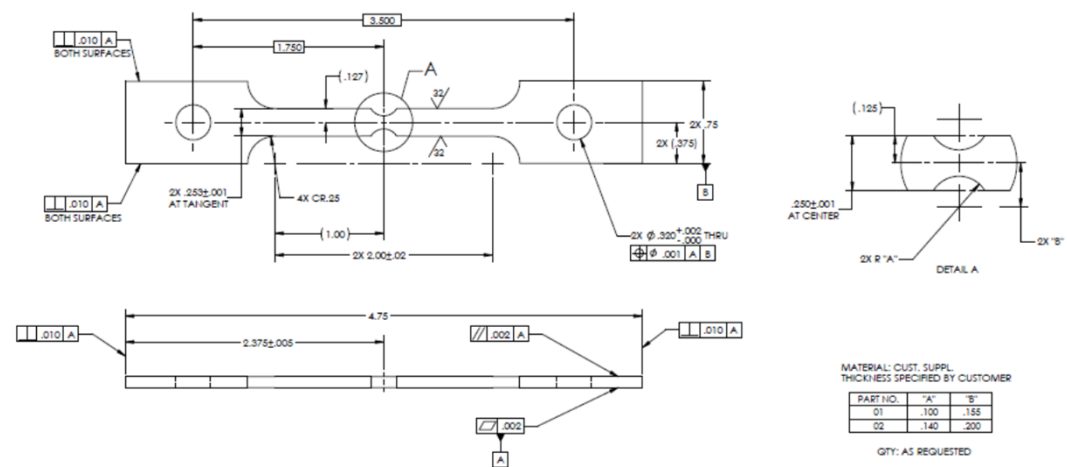 3.500
1.750
⊥ .010 A
BOTH SURFACES
(.127)
A
32
2X .75
2X (.375)
32
B
⊥ .010 A
BOTH SURFACES
2X .253±.001
AT TANGENT
4X CR.25
(1.00)
2X 2.00±.02
2X Ø.320 +.002 -.000 THRU
⌖ Ø .001 A B
(.125)
.250±.001
AT CENTER
2X R "A"
2X "B"
DETAIL A
4.75
2.375±.005
⊥ .010 A
// .002 A
⊥ .010 A
⏥ .002
A
MATERIAL: CUST. SUPPL.
THICKNESS SPECIFIED BY CUSTOMER
PART NO. "A" "B"
01 .100 .155
02 .140 .200
QTY: AS REQUESTED